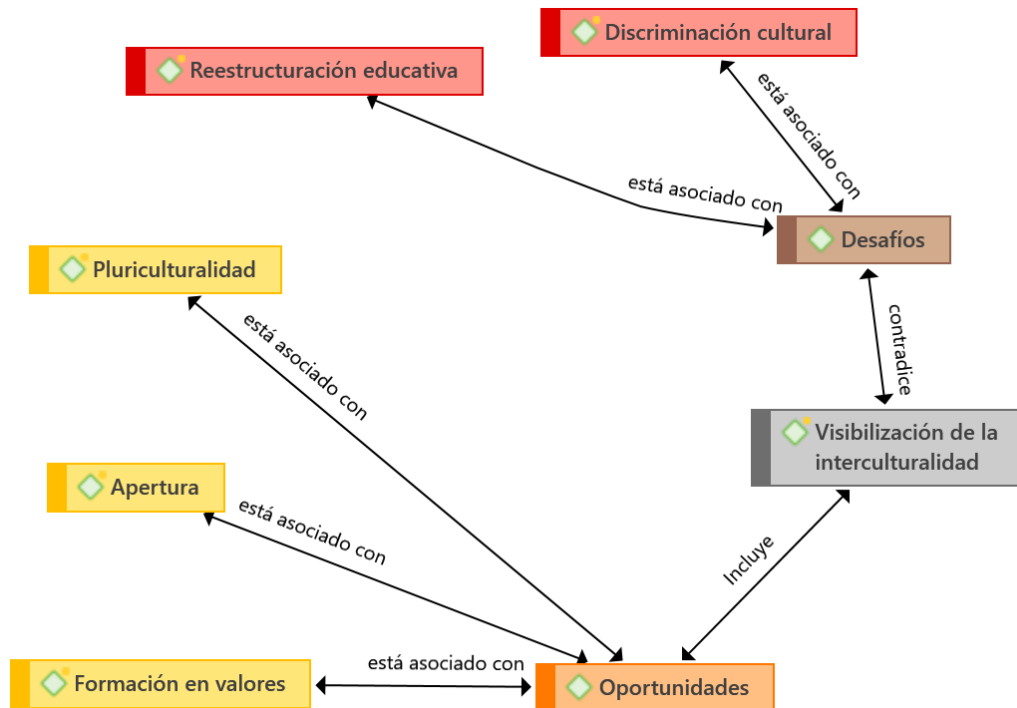 Discriminación cultural
Reestructuración educativa
está asociado con
está asociado con
Desafíos
Pluriculturalidad
contradice
está asociado con
Visibilización de la
interculturalidad
Apertura
está asociado con
Incluye
Formación en valores
está asociado con
Oportunidades